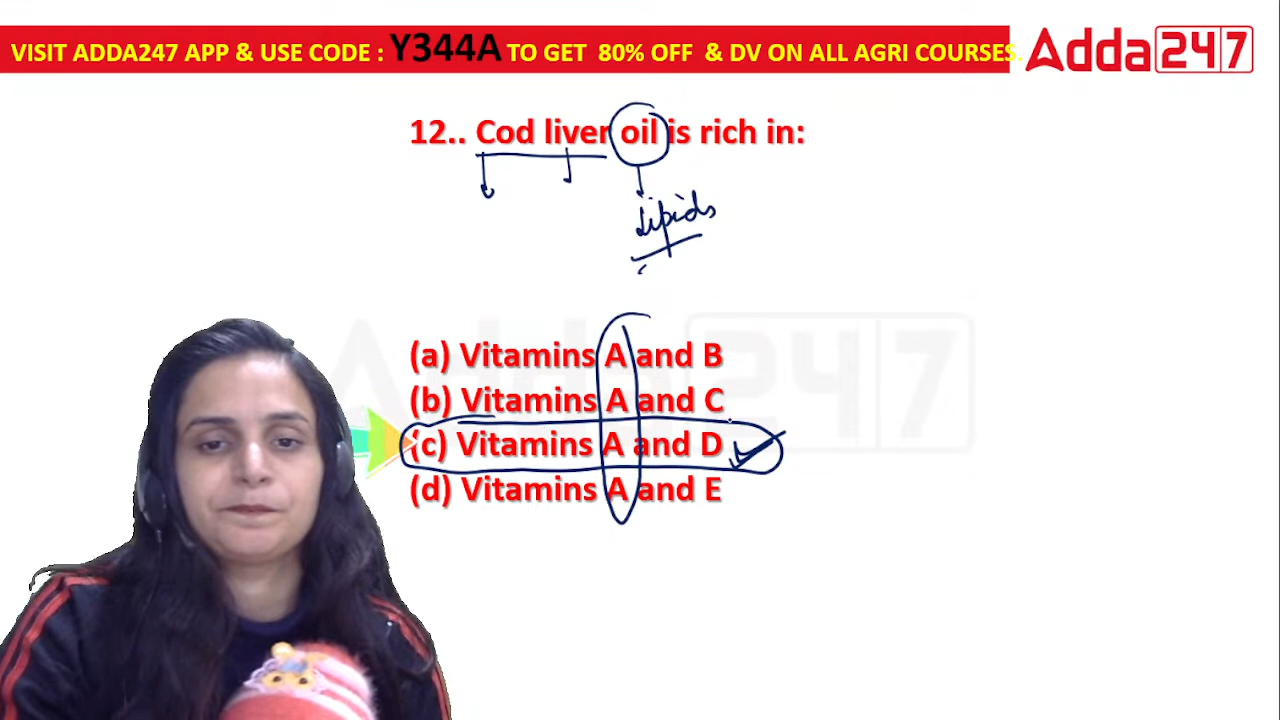 VISIT ADDA247 APP & USE CODE : Y344A TO GET 80% OFF & DV ON ALL AGRI COURSES.
Adda247
12.. Cod liver oil is rich in:
Lipids
(a) Vitamins A and B
(b) Vitamins A and C
(c) Vitamins A and D
(d) Vitamins A and E
Adda247